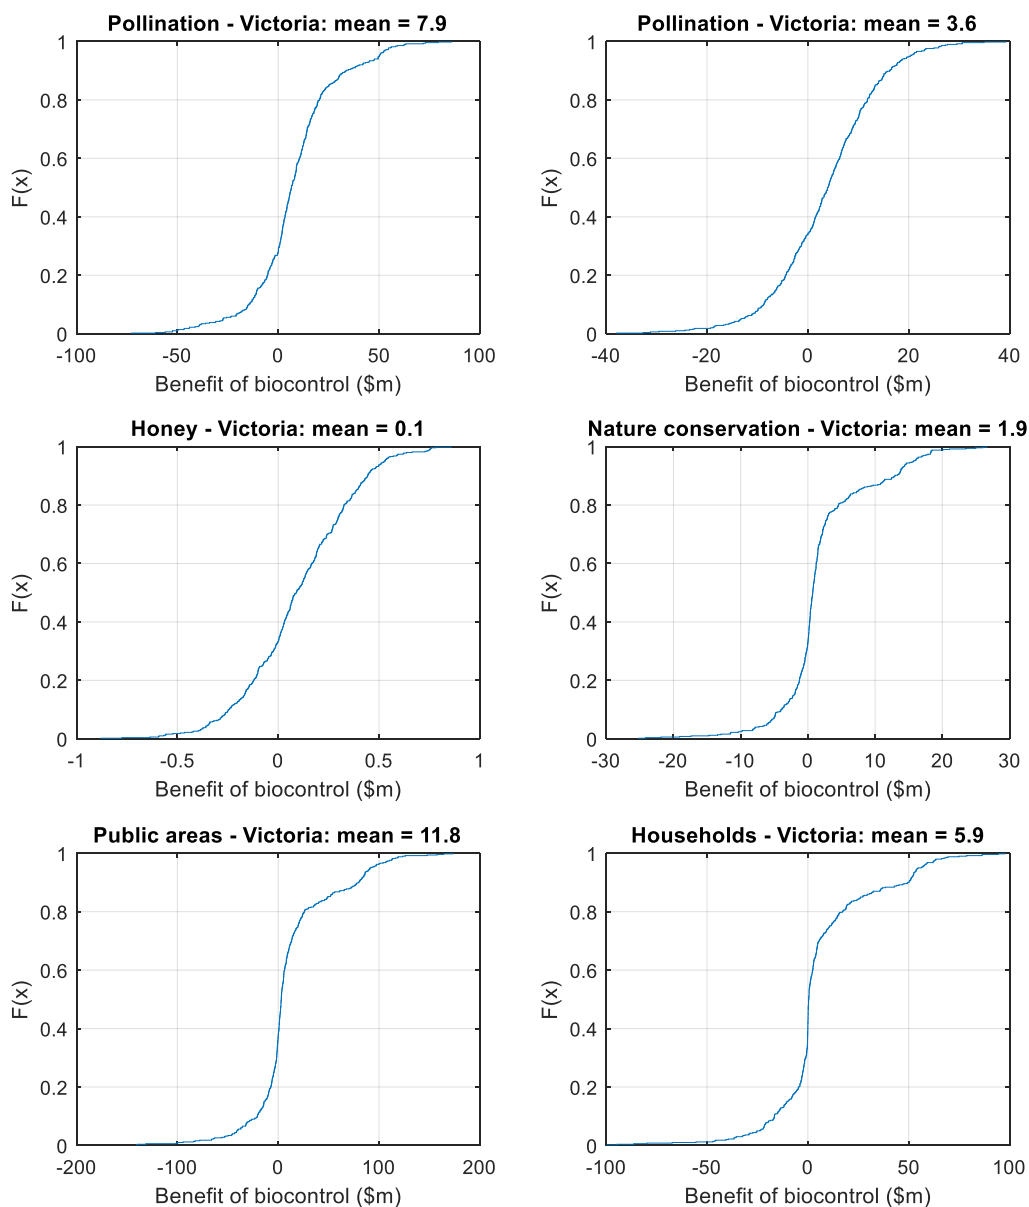 Pollination - Victoria: mean = 7.9
1
0.8
0.6
0.4
0.2
0
F(x)
-100 -50 0 50 100
Benefit of biocontrol ($m)
Pollination - Victoria: mean = 3.6
1
0.8
0.6
0.4
0.2
0
F(x)
-40 -20 0 20 40
Benefit of biocontrol ($m)
Honey - Victoria: mean = 0.1
1
0.8
0.6
0.4
0.2
0
F(x)
-1 -0.5 0 0.5 1
Benefit of biocontrol ($m)
Nature conservation - Victoria: mean = 1.9
1
0.8
0.6
0.4
0.2
0
F(x)
-30 -20 -10 0 10 20 30
Benefit of biocontrol ($m)
Public areas - Victoria: mean = 11.8
1
0.8
0.6
0.4
0.2
0
F(x)
-200 -100 0 100 200
Benefit of biocontrol ($m)
Households - Victoria: mean = 5.9
1
0.8
0.6
0.4
0.2
0
F(x)
-100 -50 0 50 100
Benefit of biocontrol ($m)